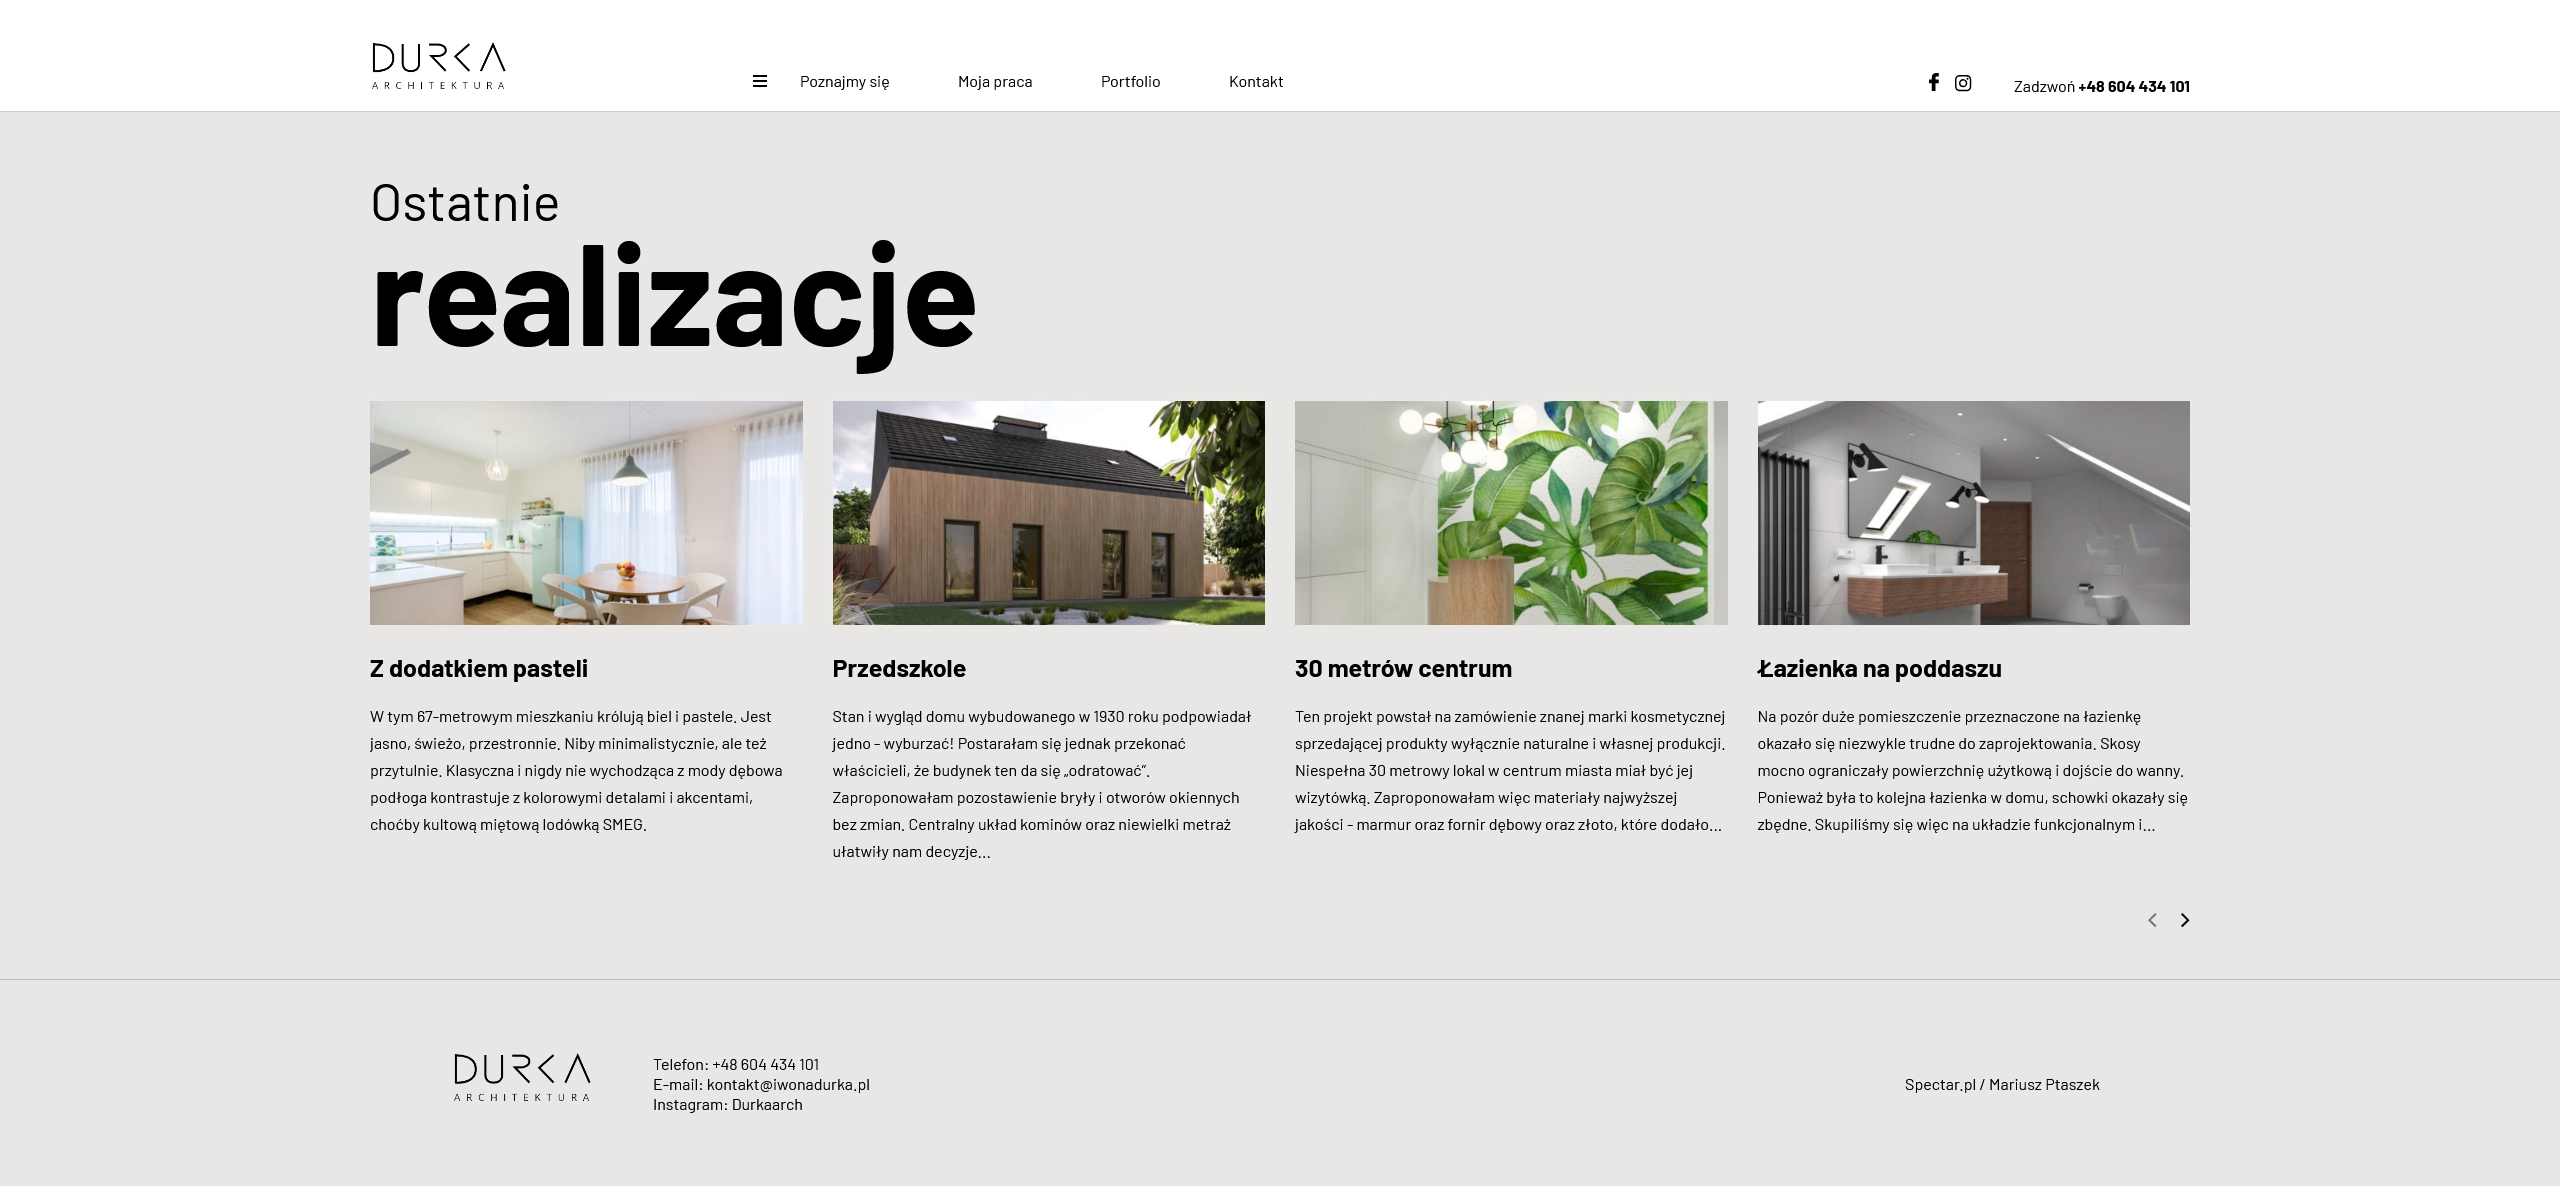 DURKA
ARCHITEKTURA
Poznajmy się
Moja praca
Portfolio
Kontakt
Zadzwoń +48 604 434 101
Ostatnie
realizacje
Z dodatkiem pasteli
W tym 67-metrowym mieszkaniu królują biel i pastele. Jest
jasno, świeżo, przestronnie. Niby minimalistycznie, ale też
przytulnie. Klasyczna i nigdy nie wychodząca z mody dębowa
podłoga kontrastuje z kolorowymi detalami i akcentami,
choćby kultową miętową lodówką SMEG.
Przedszkole
Stan i wygląd domu wybudowanego w 1930 roku podpowiadał
jedno - wyburzać! Postarałam się jednak przekonać
właścicieli, że budynek ten da się „odratować”.
Zaproponowałam pozostawienie bryły i otworów okiennych
bez zmian. Centralny układ kominów oraz niewielki metraż
ułatwiły nam decyzje...
30 metrów centrum
Ten projekt powstał na zamówienie znanej marki kosmetycznej
sprzedającej produkty wyłącznie naturalne i własnej produkcji.
Niespełna 30 metrowy lokal w centrum miasta miał być jej
wizytówką. Zaproponowałam więc materiały najwyższej
jakości - marmur oraz fornir dębowy oraz złoto, które dodało...
Łazienka na poddaszu
Na pozór duże pomieszczenie przeznaczone na łazienkę
okazało się niezwykle trudne do zaprojektowania. Skosy
mocno ograniczały powierzchnię użytkową i dojście do wanny.
Ponieważ była to kolejna łazienka w domu, schowki okazały się
zbędne. Skupiliśmy się więc na układzie funkcjonalnym i...
DURKA
ARCHITEKTURA
Telefon: +48 604 434 101
E-mail: kontakt@iwonadurka.pl
Instagram: Durkaarch
Spectar.pl / Mariusz Ptaszek